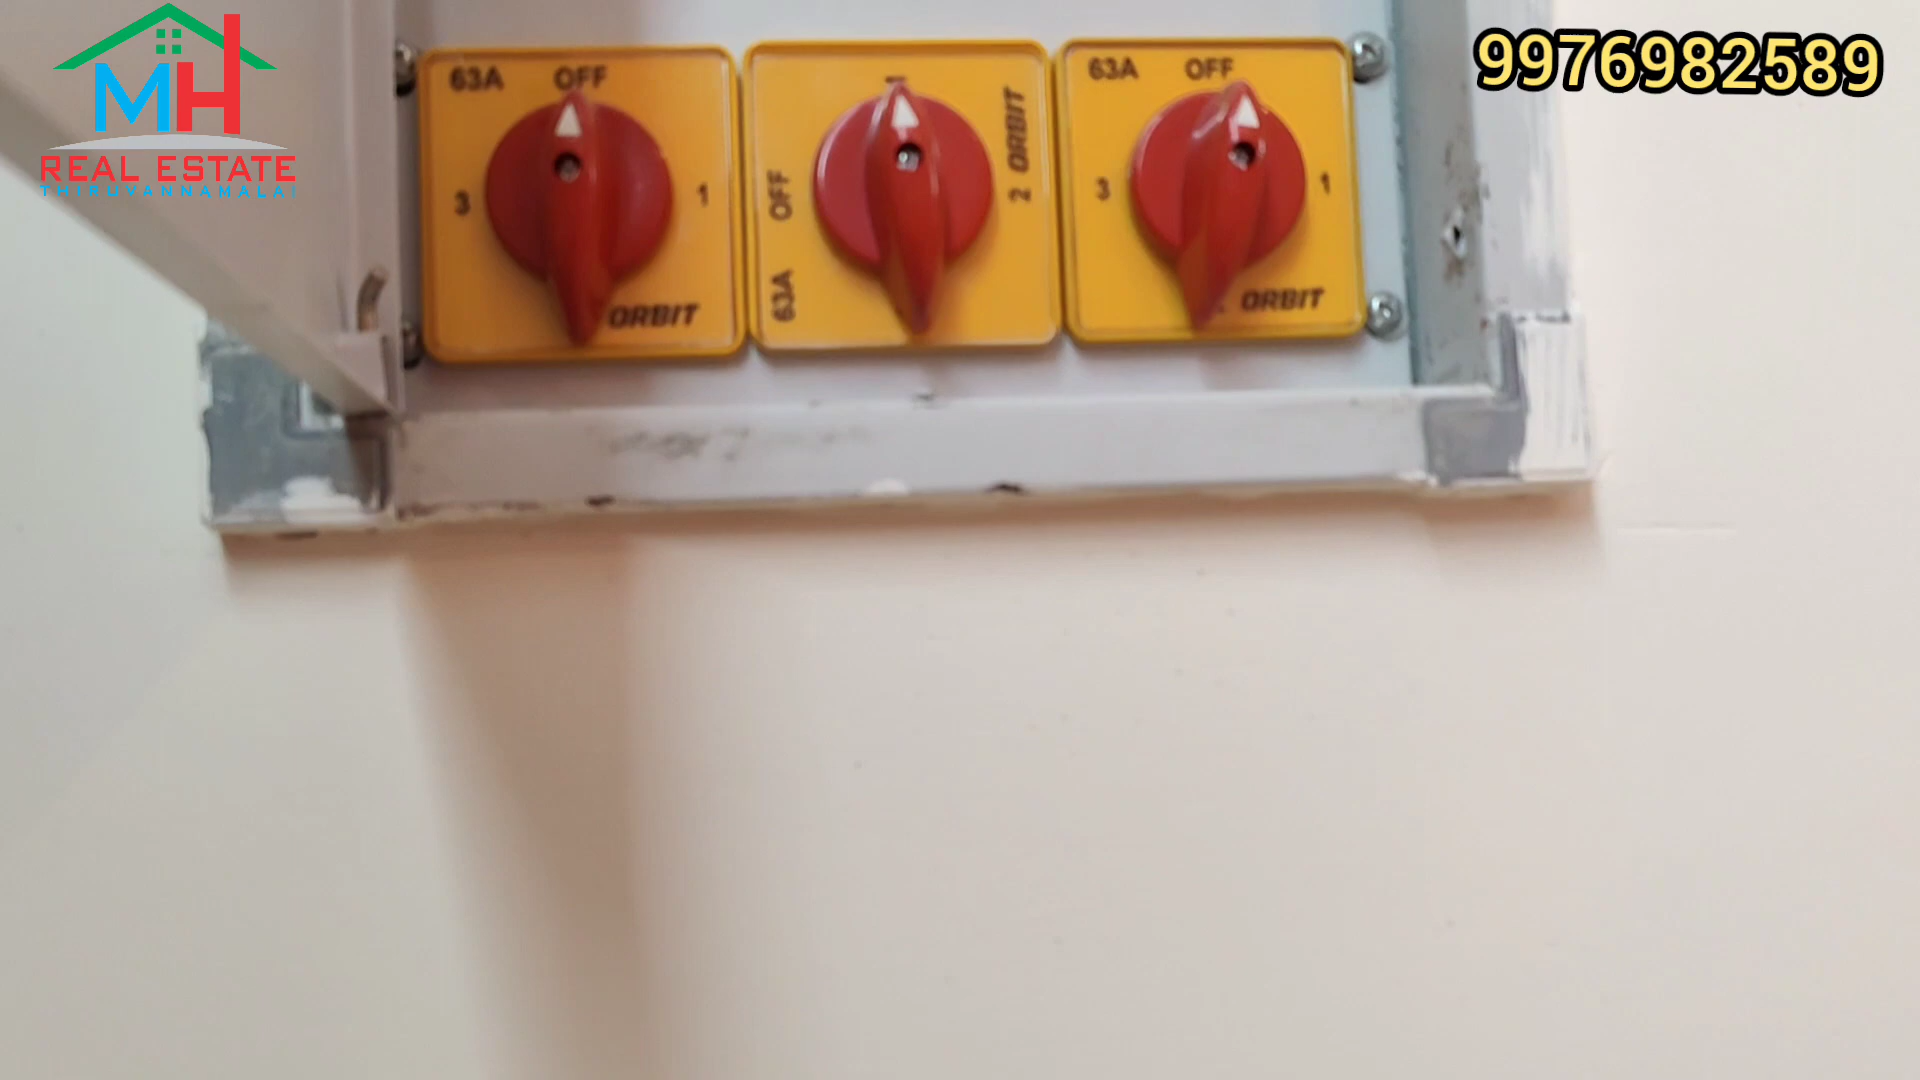 MH
REAL ESTATE
THIRUVANNAMALAI
9976982589
63A OFF
3 1
ORBIT
1
OFF
63A
2
ORBIT
63A OFF
3 1
ORBIT